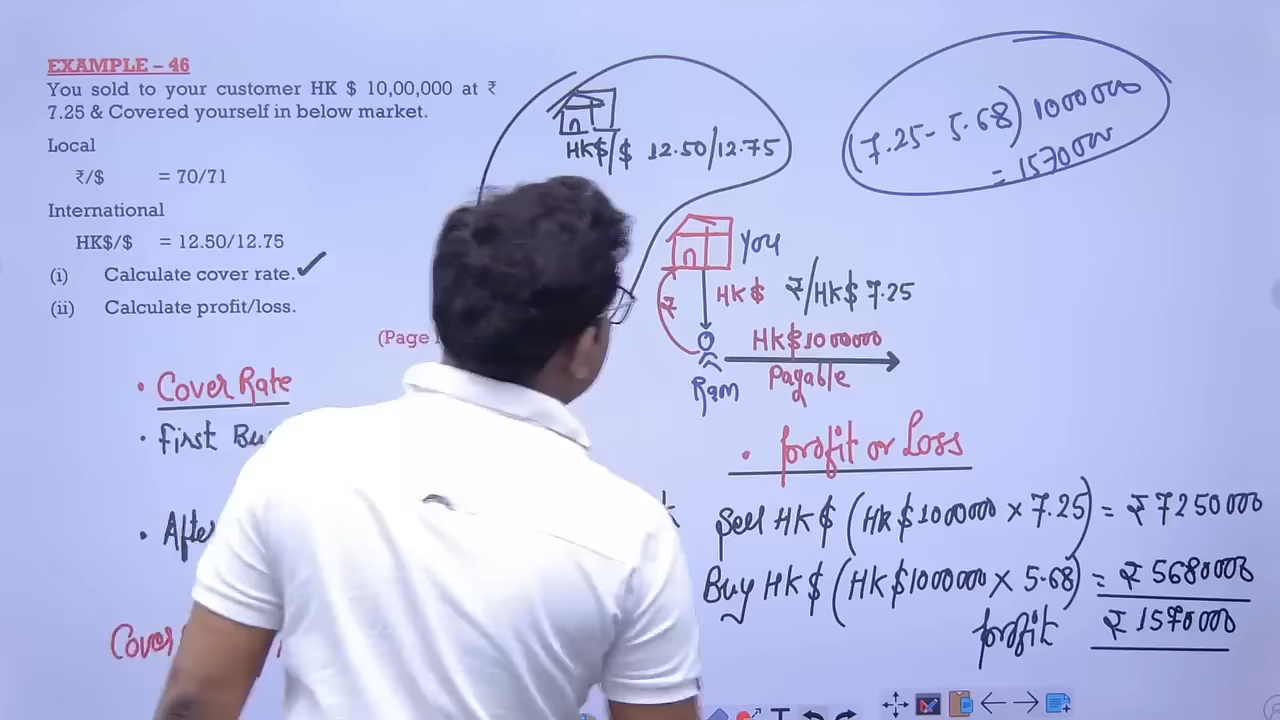 EXAMPLE – 46
You sold to your customer HK $ 10,00,000 at ₹
7.25 & Covered yourself in below market.
Local
₹/$ = 70/71
International
HK$/$ = 12.50/12.75
(i) Calculate cover rate.
(ii) Calculate profit/loss.
(Page
• Cover Rate
• First
• 
Cover
HK$/$ 12.50/12.75
You
HK$ ₹/HK$ 7.25
₹
HK$1000000
Payable
Ram
(7.25-5.68) 1000000
= 1570000
• Profit or Loss
Sell HK$ (HK$1000000 × 7.25) = ₹7250000
Buy HK$ (HK$1000000 × 5.68) = ₹5680000
Profit ₹1570000